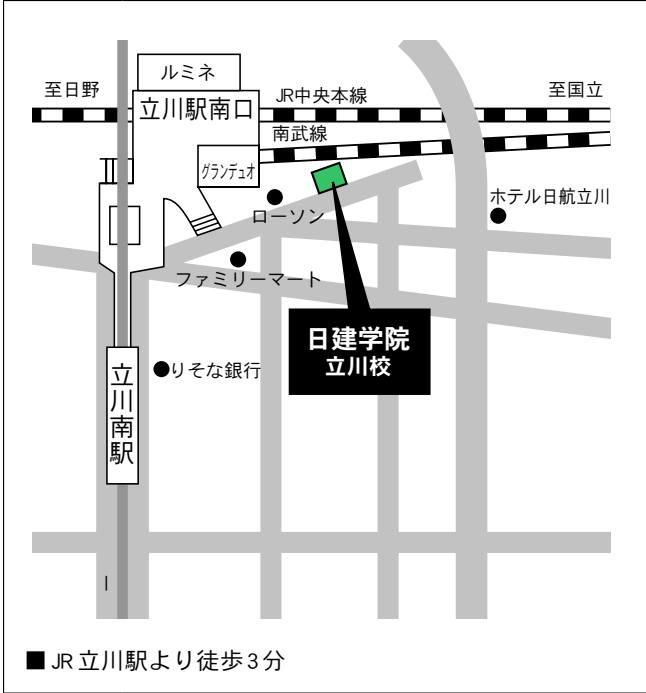 ルミネ
至日野
立川駅南口
JR中央本線
至国立
南武線
グランデュオ
ホテル日航立川
ローソン
ファミリーマート
日建学院
立川校
りそな銀行
立川南駅
■ JR 立川駅より徒歩3分